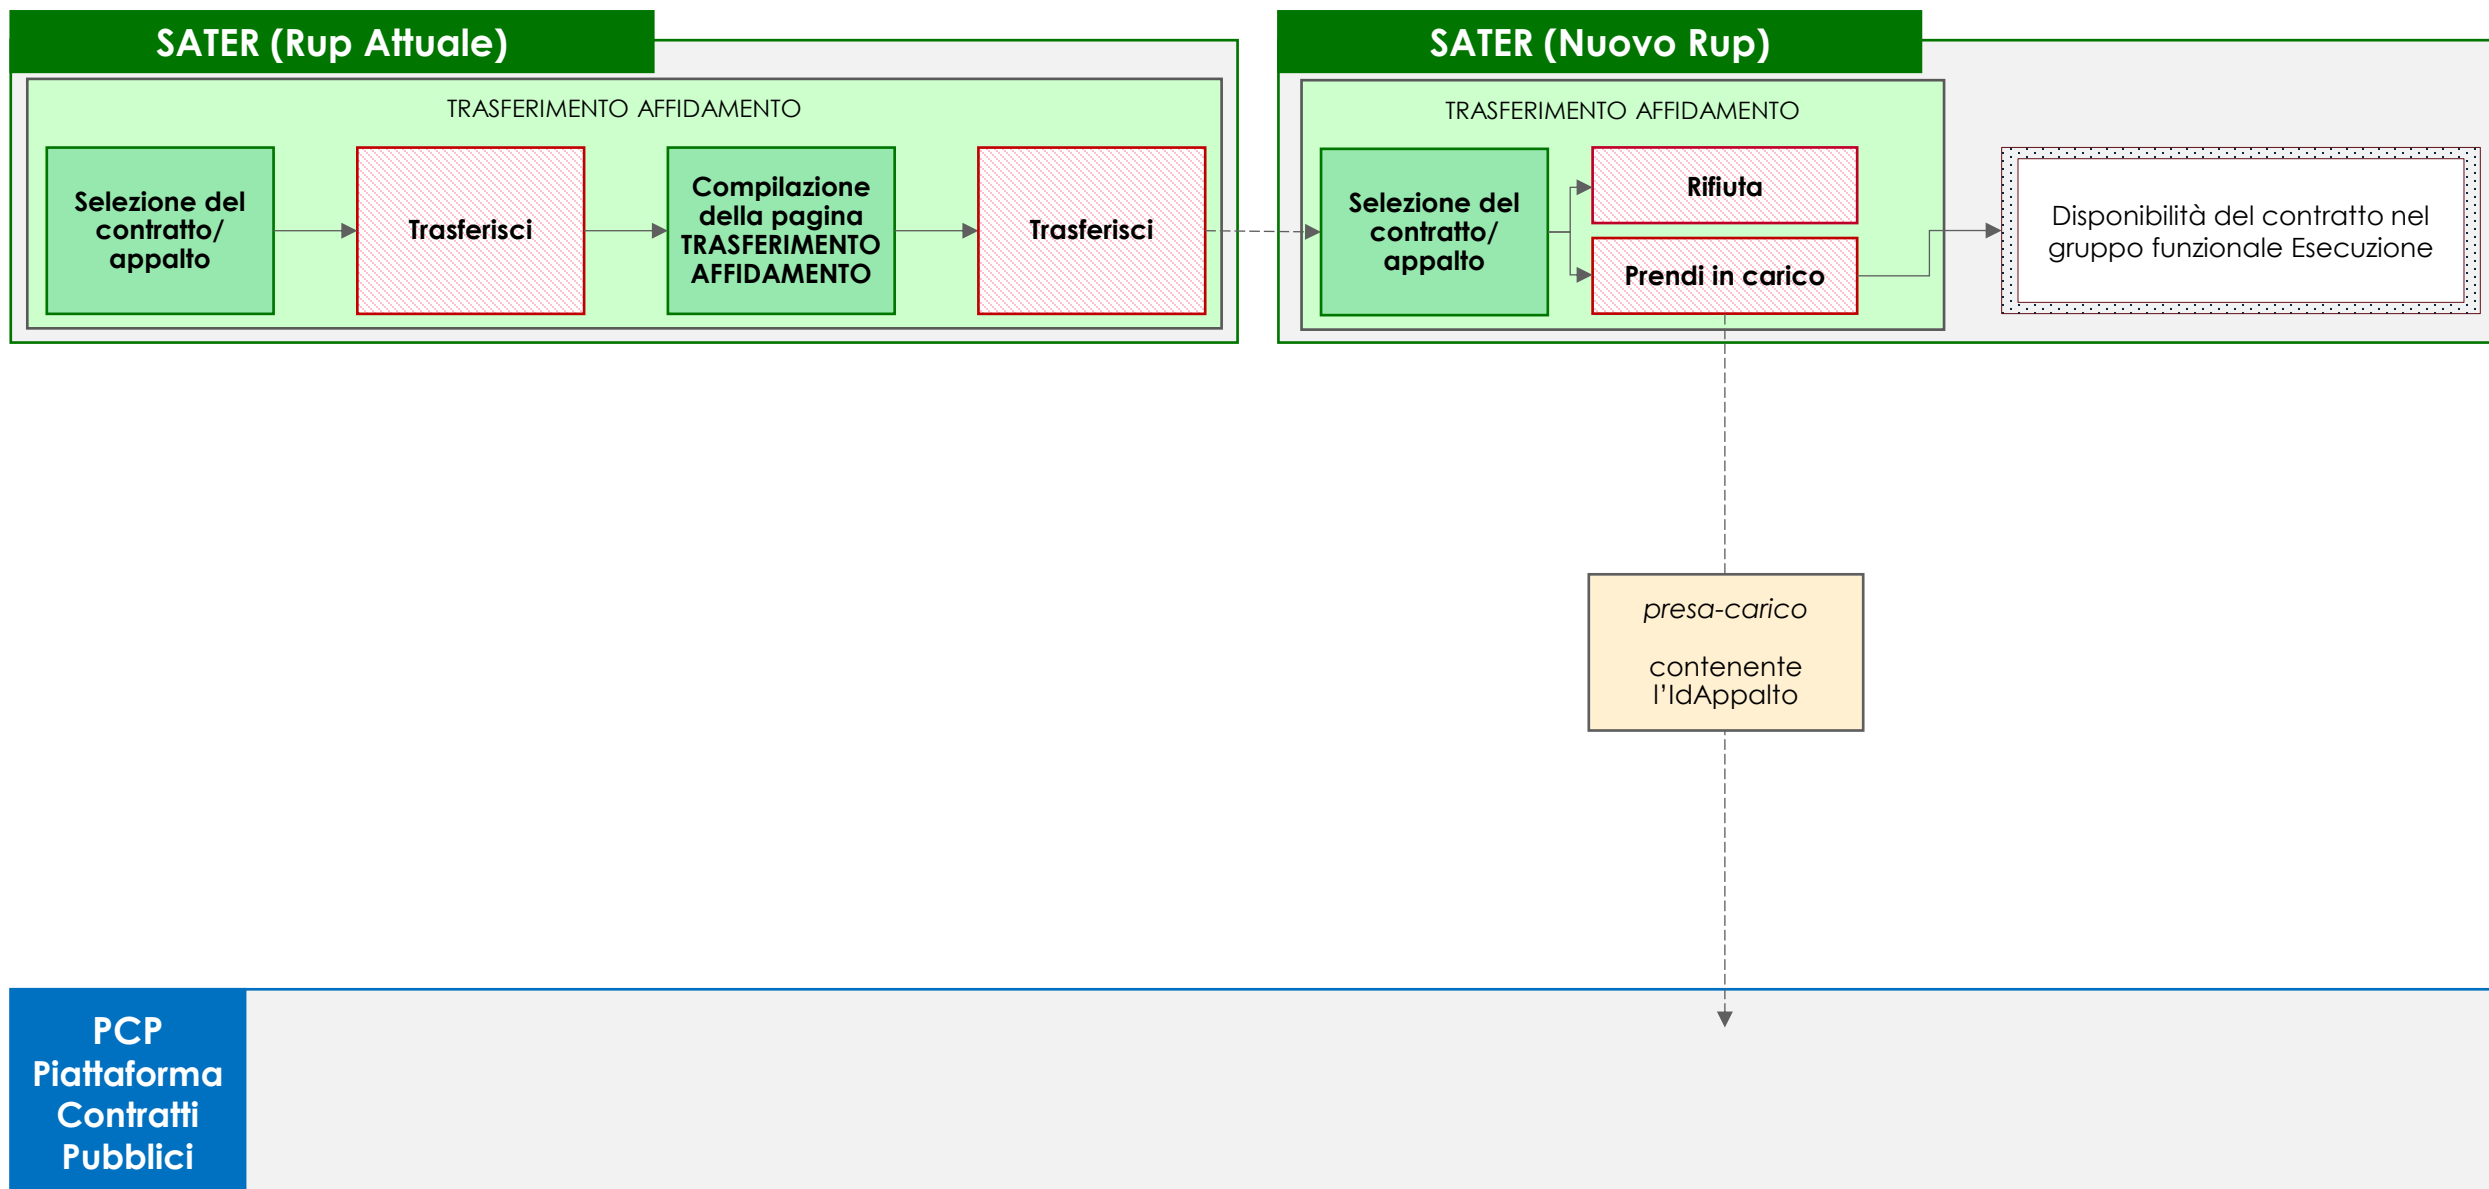 SATER (Rup Attuale)
TRASFERIMENTO AFFIDAMENTO
Selezione del
contratto/
appalto
Trasferisci
Compilazione
della pagina
TRASFERIMENTO
AFFIDAMENTO
Trasferisci
SATER (Nuovo Rup)
TRASFERIMENTO AFFIDAMENTO
Selezione del
contratto/
appalto
Rifiuta
Prendi in carico
Disponibilità del contratto nel
gruppo funzionale Esecuzione
presa-carico
contenente
l’IdAppalto
PCP
Piattaforma
Contratti
Pubblici